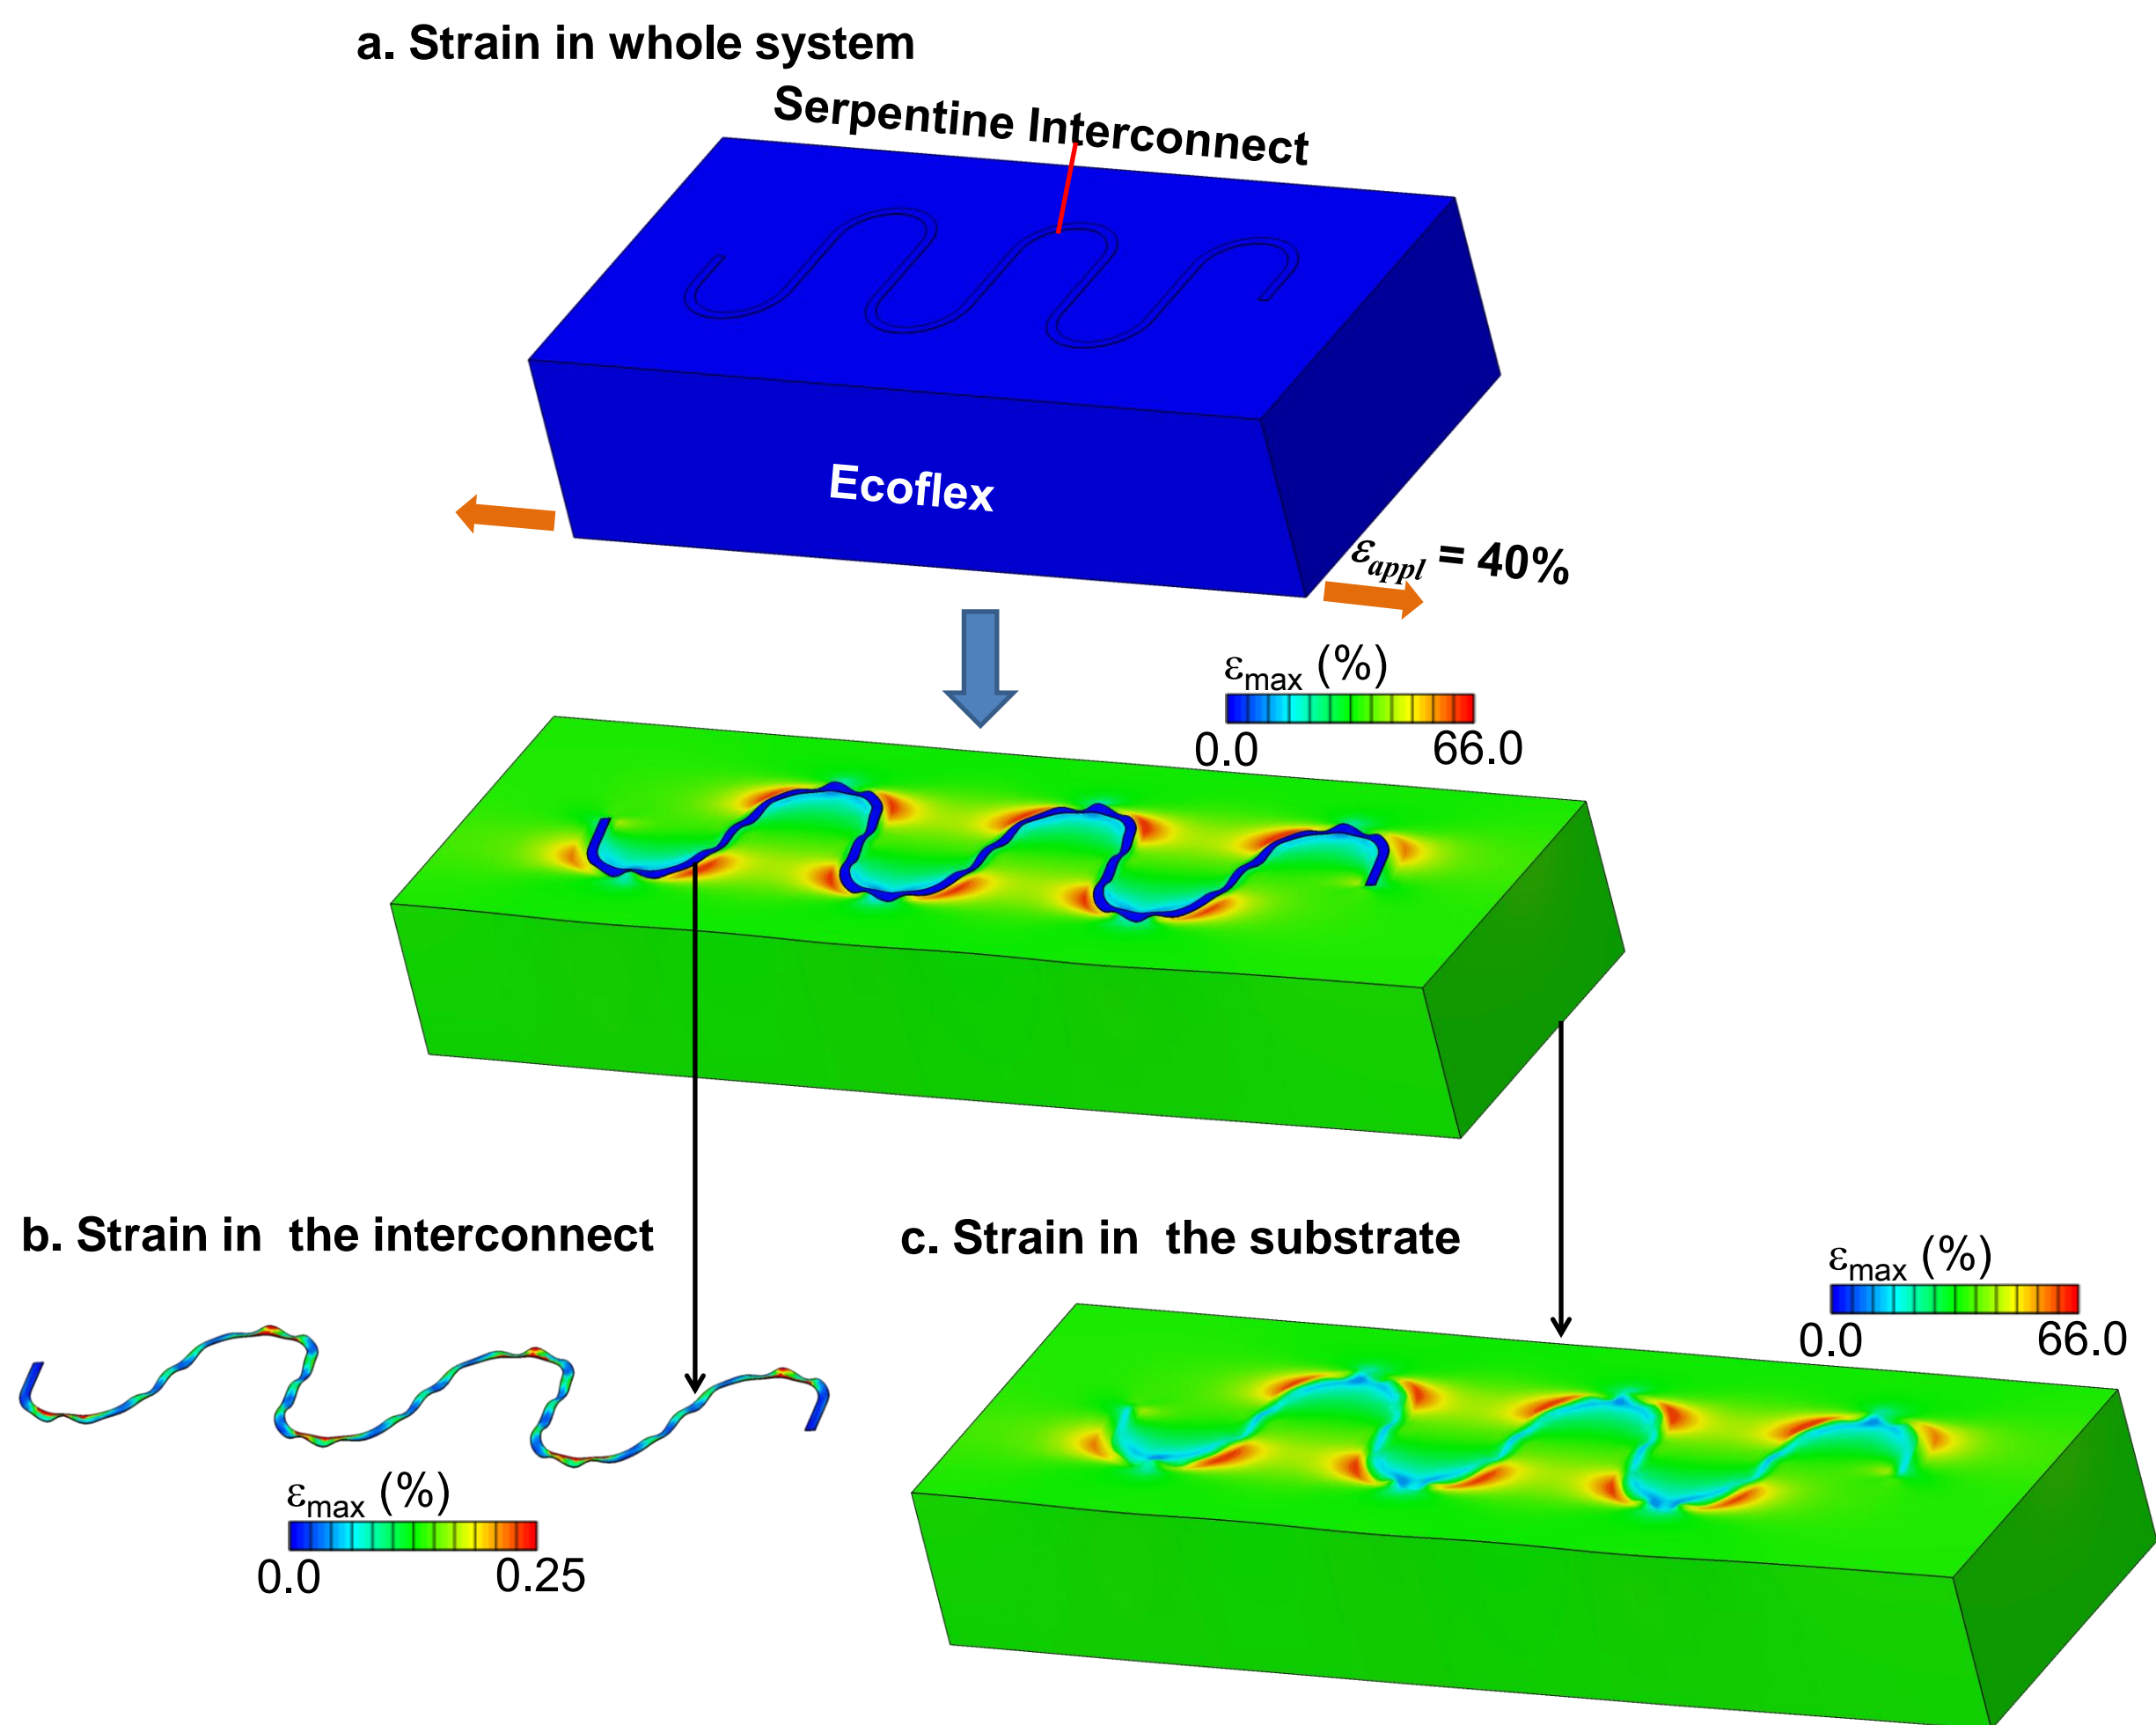 a. Strain in whole system
Serpentine Interconnect
Ecoflex
εappl = 40%
εmax (%)
0.0 66.0
b. Strain in  the interconnect
c. Strain in  the substrate
εmax (%)
0.0 66.0
εmax (%)
0.0 0.25